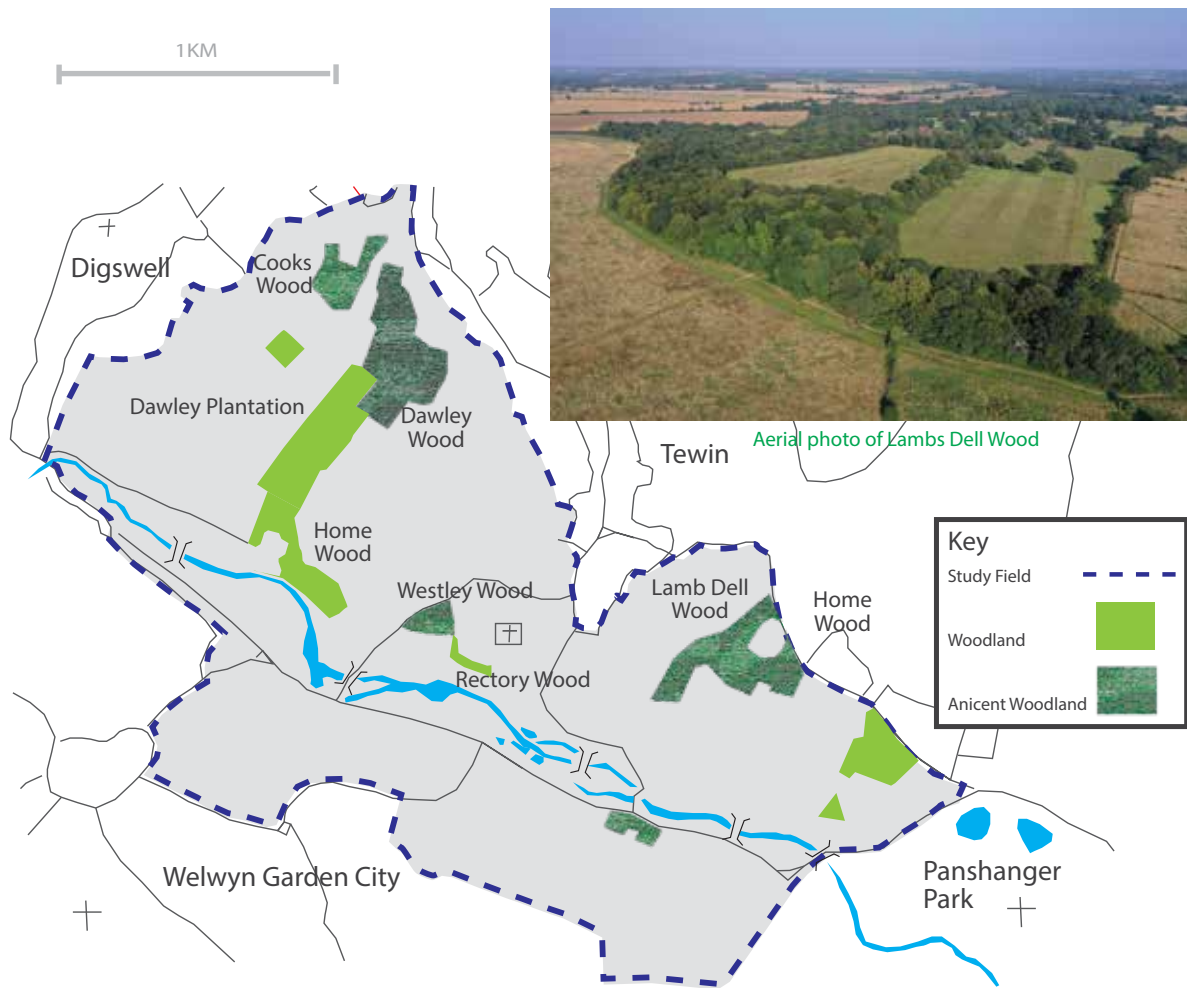 1KM
Digswell
Cooks
Wood
Dawley Plantation
Dawley
Wood
Aerial photo of Lambs Dell Wood
Tewin
Home
Wood
Westley Wood
Lamb Dell
Wood
Home
Wood
Rectory Wood
Key
Study Field
Woodland
Anicent Woodland
Welwyn Garden City
Panshanger
Park